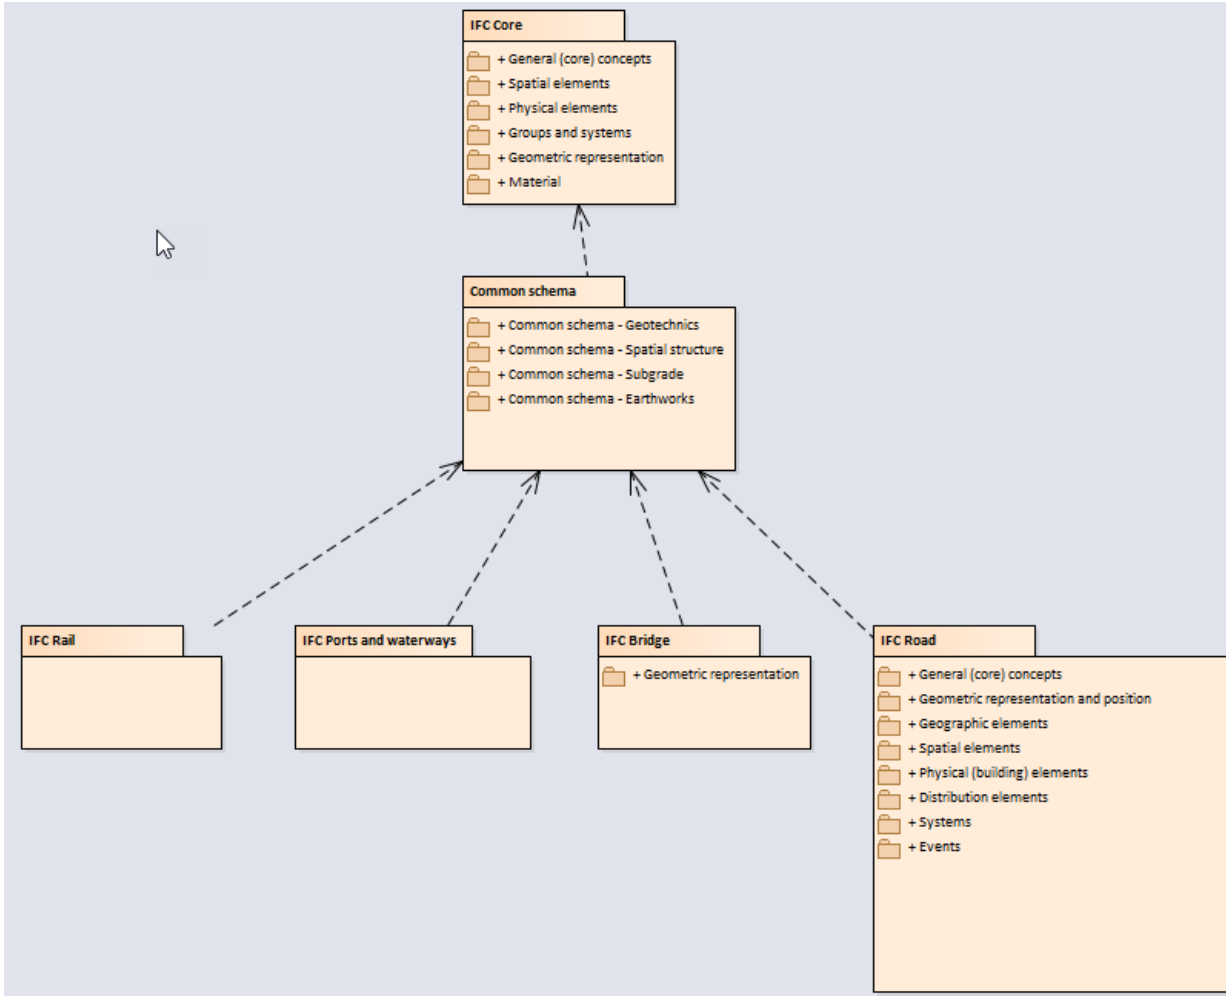 IFC Core
+ General (core) concepts
+ Spatial elements
+ Physical elements
+ Groups and systems
+ Geometric representation
+ Material
Common schema
+ Common schema - Geotechnics
+ Common schema - Spatial structure
+ Common schema - Subgrade
+ Common schema - Earthworks
IFC Rail
IFC Ports and waterways
IFC Bridge
+ Geometric representation
IFC Road
+ General (core) concepts
+ Geometric representation and position
+ Geographic elements
+ Spatial elements
+ Physical (building) elements
+ Distribution elements
+ Systems
+ Events